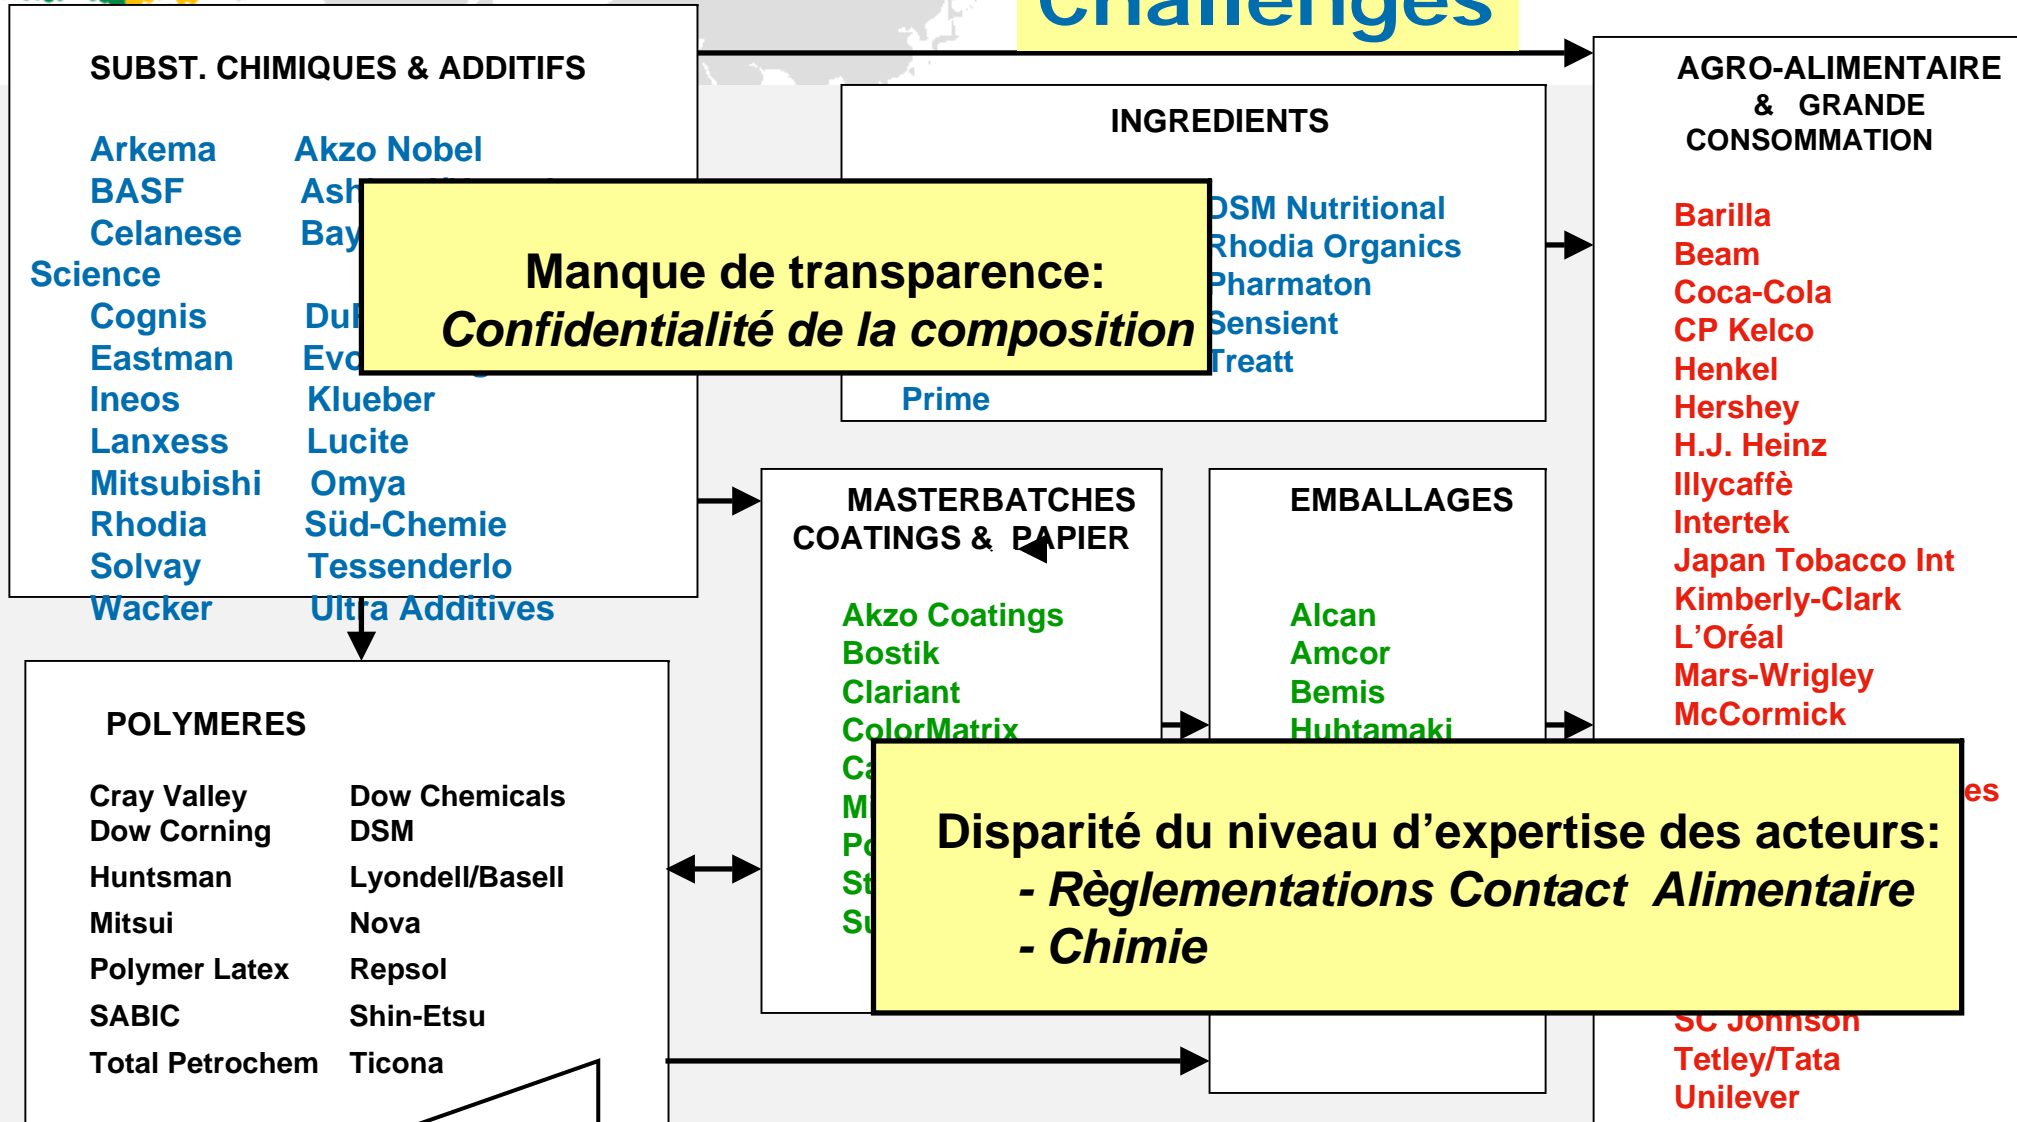 Challenges
SUBST. CHIMIQUES & ADDITIFS
Arkema Akzo Nobel
BASF
Celanese
Science
Cognis
Eastman
Ineos Klueber
Lanxess Lucite
Mitsubishi Omya
Rhodia Süd-Chemie
Solvay Tessenderlo
Wacker Ultra Additives
INGREDIENTS
DSM Nutritional
Rhodia Organics
Pharmaton
Sensient
Treatt
Prime
Manque de transparence:
Confidentialité de la composition
AGRO-ALIMENTAIRE
& GRANDE
CONSOMMATION
Barilla
Beam
Coca-Cola
CP Kelco
Henkel
Hershey
H.J. Heinz
Illycaffè
Intertek
Japan Tobacco Int
Kimberly-Clark
L’Oréal
Mars-Wrigley
McCormick
SC Johnson
Tetley/Tata
Unilever
MASTERBATCHES
COATINGS & PAPIER
Akzo Coatings
Bostik
Clariant
ColorMatrix
EMBALLAGES
Alcan
Amcor
Bemis
Huhtamaki
Disparité du niveau d’expertise des acteurs:
- Règlementations Contact Alimentaire
- Chimie
POLYMERES
Cray Valley Dow Chemicals
Dow Corning DSM
Huntsman Lyondell/Basell
Mitsui Nova
Polymer Latex Repsol
SABIC Shin-Etsu
Total Petrochem Ticona